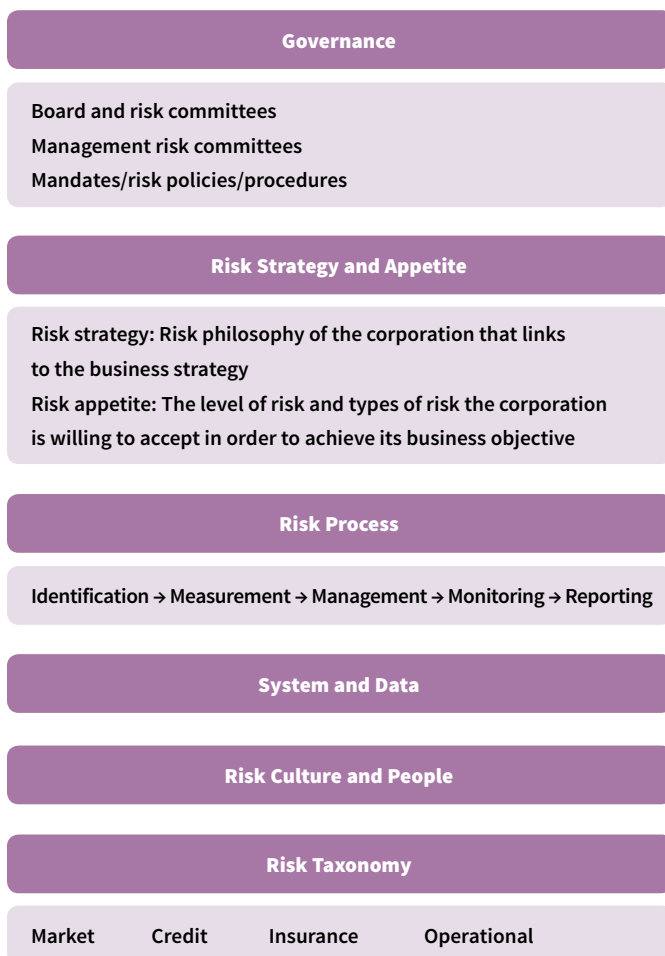 Governance
Board and risk committees
Management risk committees
Mandates/risk policies/procedures
Risk Strategy and Appetite
Risk strategy: Risk philosophy of the corporation that links
to the business strategy
Risk appetite: The level of risk and types of risk the corporation
is willing to accept in order to achieve its business objective
Risk Process
Identification → Measurement → Management → Monitoring → Reporting
System and Data
Risk Culture and People
Risk Taxonomy
Market Credit Insurance Operational